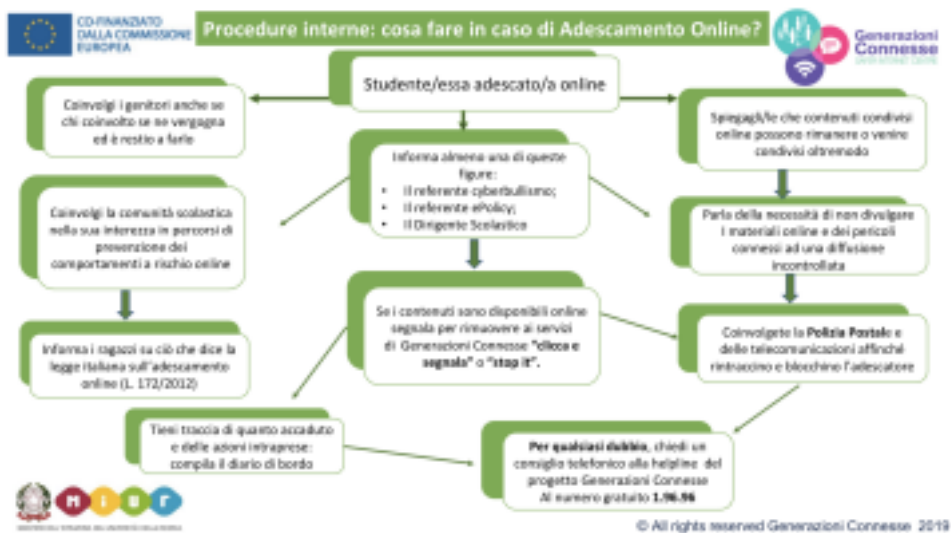 CO-FINANZIATO
DALLA COMMISSIONE
EUROPEA
Procedure interne: cosa fare in caso di Adescamento Online?
Generazioni
Connesse
Studente/essa adescato/a online
Coinvolgi i genitori anche se
chi coinvolto se ne vergogna
ed è restio a farlo
Spiegagli/le che contenuti condivisi
online possono rimanere o venire
condivisi oltremodo
Informa almeno una di queste
figure:
• Il referente cyberbullismo;
• Il referente ePolicy;
• Il Dirigente Scolastico
Coinvolgi la comunità scolastica
nella sua interezza in percorsi di
prevenzione dei
comportamenti a rischio online
Parla della necessità di non divulgare
i materiali online e dei pericoli
connessi ad una diffusione
incontrollata
Se i contenuti sono disponibili online
segnala per rimuovere ai servizi
di Generazioni Connesse "clicca e
segnala" o "stop it".
Informa i ragazzi su ciò che dice la
legge italiana sull'adescamento
online (L. 172/2012)
Coinvolgete la Polizia Postale e
delle telecomunicazioni affinché
rintraccino e blocchino l'adescatore
Tieni traccia di quanto accaduto
e delle azioni intraprese:
compila il diario di bordo
Per qualsiasi dubbio, chiedi un
consiglio telefonico alla helpline del
progetto Generazioni Connesse
Al numero gratuito 1.96.96
MIUR
© All rights reserved Generazioni Connesse 2019